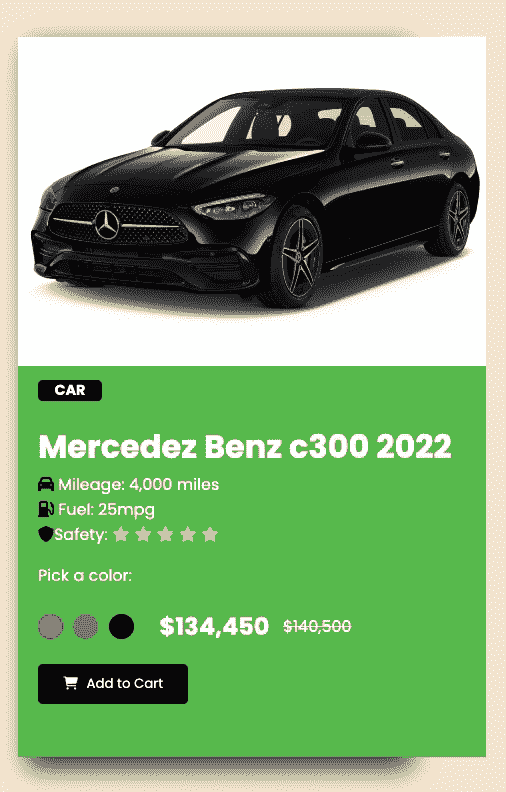 CAR
Mercedez Benz c300 2022
Mileage: 4,000 miles
Fuel: 25mpg
Safety:
Pick a color:
$134,450 $140,500
Add to Cart